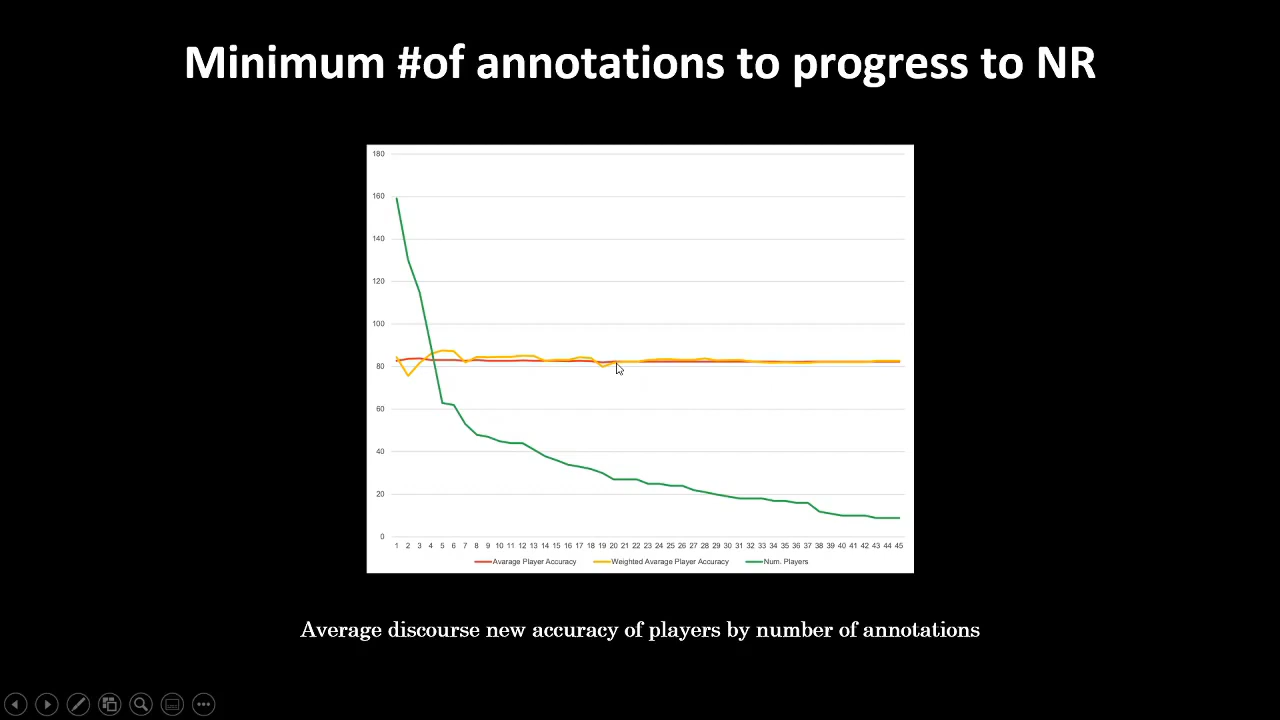 Minimum #of annotations to progress to NR
180
160
140
120
100
80
60
40
20
0
1 2 3 4 5 6 7 8 9 10 11 12 13 14 15 16 17 18 19 20 21 22 23 24 25 26 27 28 29 30 31 32 33 34 35 36 37 38 39 40 41 42 43 44 45
Avarage Player Accuracy Weighted Avarage Player Accuracy Num. Players
Average discourse new accuracy of players by number of annotations